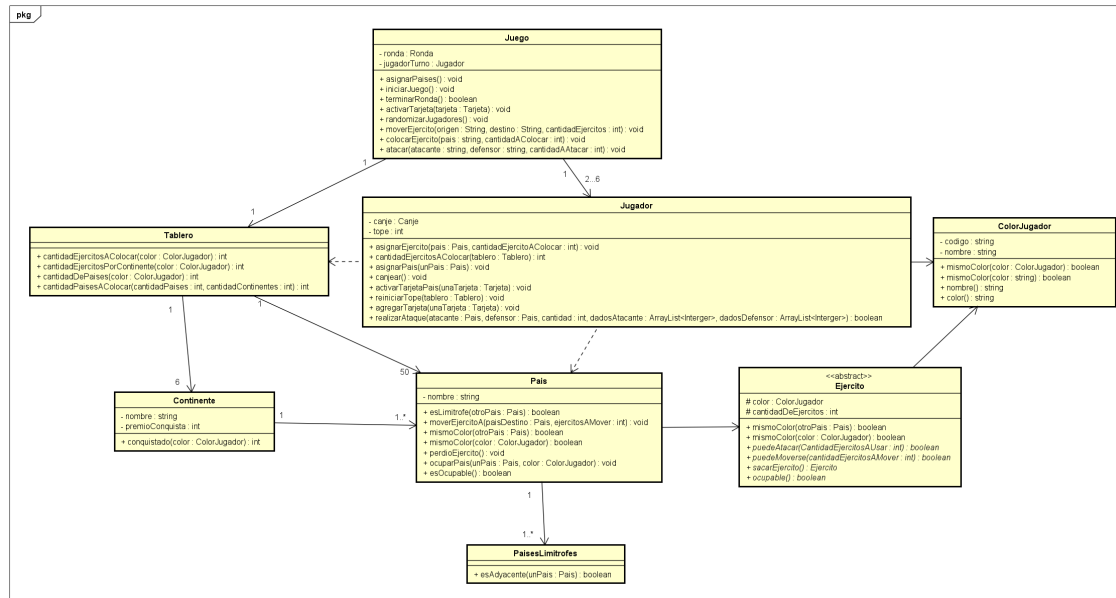 pkg
Juego
- ronda : Ronda
- jugadorTurno : Jugador
+ asignarPaises() : void
+ iniciarJuego() : void
+ terminarRonda() : boolean
+ activarTarjeta(tarjeta : Tarjeta) : void
+ randomizarJugadores() : void
+ moverEjercito(origen : String, destino : String, cantidadEjercitos : int) : void
+ colocarEjercito(pais : string, cantidadAColocar : int) : void
+ atacar(atacante : string, defensor : string, cantidadAAtacar : int) : void
1
1
2...6
1
Jugador
- canje : Canje
- tope : int
+ asignarEjercito(pais : Pais, cantidadEjercitoAColocar : int) : void
+ cantidadEjercitosAColocar(tablero : Tablero) : int
+ asignarPais(unPais : Pais) : void
+ canjear() : void
+ activarTarjetaPais(unaTarjeta : Tarjeta) : void
+ reiniciarTope(tablero : Tablero) : void
+ agregarTarjeta(unaTarjeta : Tarjeta) : void
+ realizarAtaque(atacante : Pais, defensor : Pais, cantidad : int, dadosAtacante : ArrayList<Interger>, dadosDefensor : ArrayList<Interger>) : boolean
ColorJugador
- codigo : string
- nombre : string
+ mismoColor(color : ColorJugador) : boolean
+ mismoColor(color : string) : boolean
+ nombre() : string
+ color() : string
Tablero
+ cantidadEjercitosAColocar(color : ColorJugador) : int
+ cantidadEjercitosPorContinente(color : ColorJugador) : int
+ cantidadDePaises(color : ColorJugador) : int
+ cantidadPaisesAColocar(cantidadPaises : int, cantidadContinentes : int) : int
1
1
6
50
Continente
- nombre : string
- premioConquista : int
+ conquistado(color : ColorJugador) : int
1
1..*
Pais
- nombre : string
+ esLimitrofe(otroPais : Pais) : boolean
+ moverEjercitoA(paisDestino : Pais, ejercitosAMover : int) : void
+ mismoColor(otroPais : Pais) : boolean
+ mismoColor(color : ColorJugador) : boolean
+ perdioEjercito() : void
+ ocuparPais(unPais : Pais, color : ColorJugador) : void
+ esOcupable() : boolean
<<abstract>>
Ejercito
# color : ColorJugador
# cantidadDeEjercitos : int
+ mismoColor(otroPais : Pais) : boolean
+ mismoColor(color : ColorJugador) : boolean
+ puedeAtacar(CantidadEjercitosAUsar : int) : boolean
+ puedeMoverse(cantidadEjercitosAMover : int) : boolean
+ sacarEjercito() : Ejercito
+ ocupable() : boolean
1
1..*
PaisesLimitrofes
+ esAdyacente(unPais : Pais) : boolean